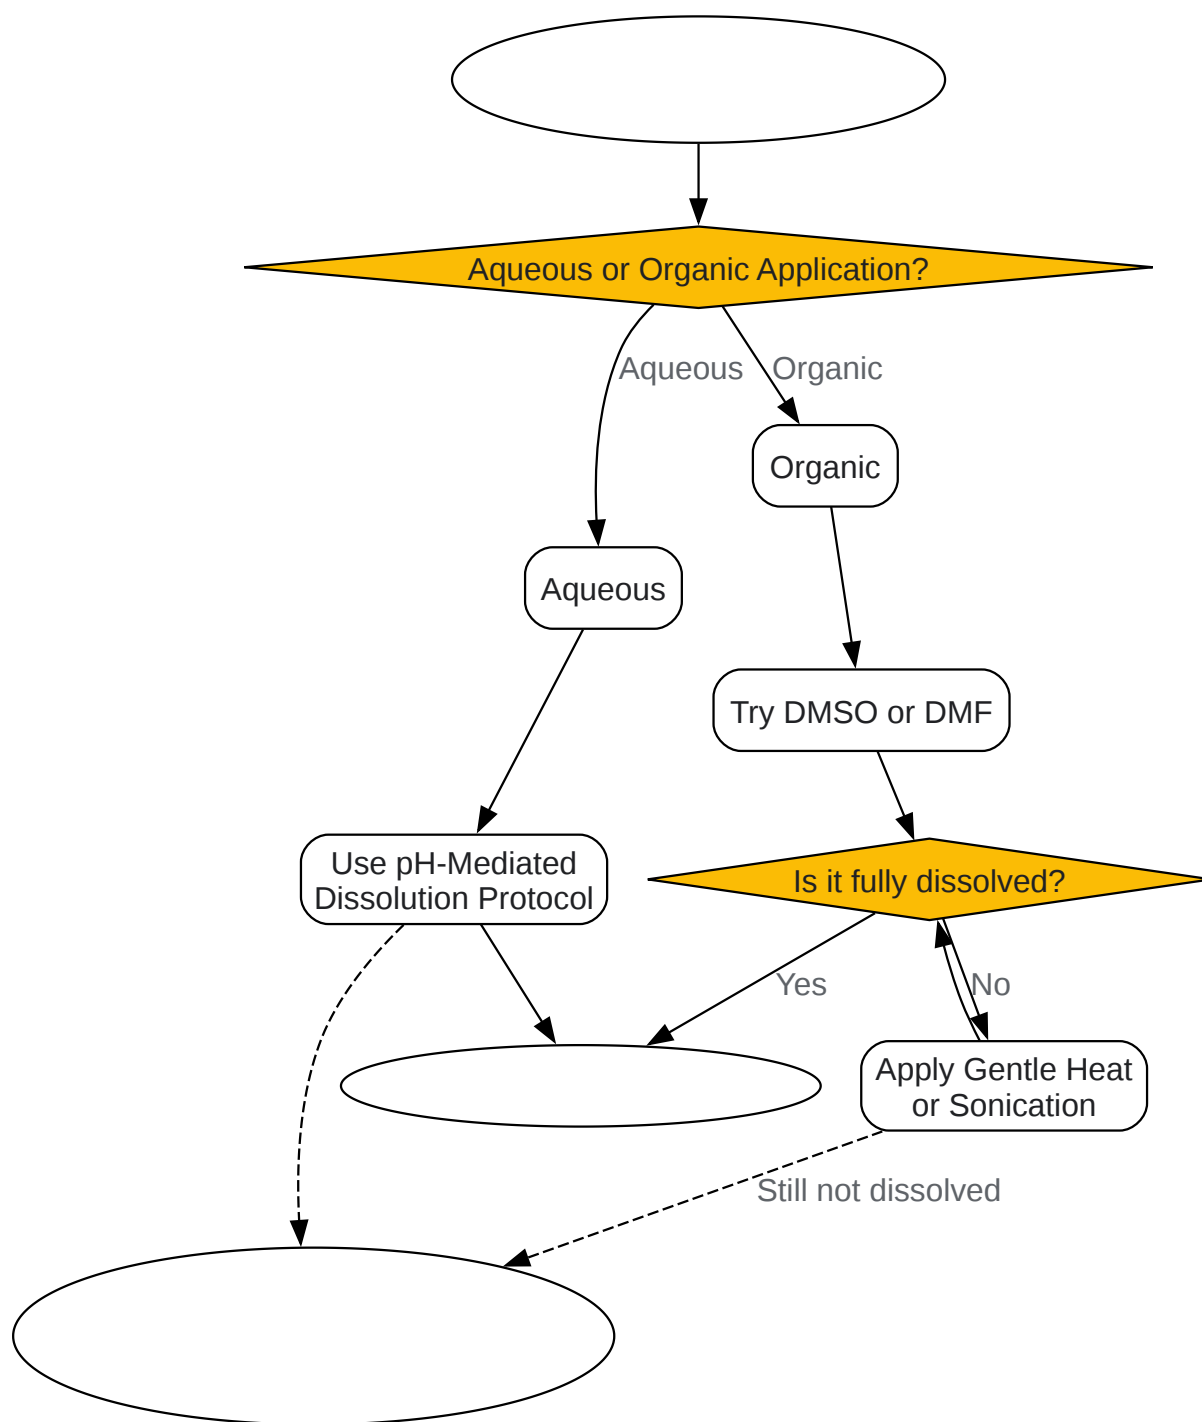 Aqueous or Organic Application?
Aqueous
Organic
Organic
Aqueous
Try DMSO or DMF
Use pH-Mediated
Dissolution Protocol
Is it fully dissolved?
Yes
No
Apply Gentle Heat
or Sonication
Still not dissolved